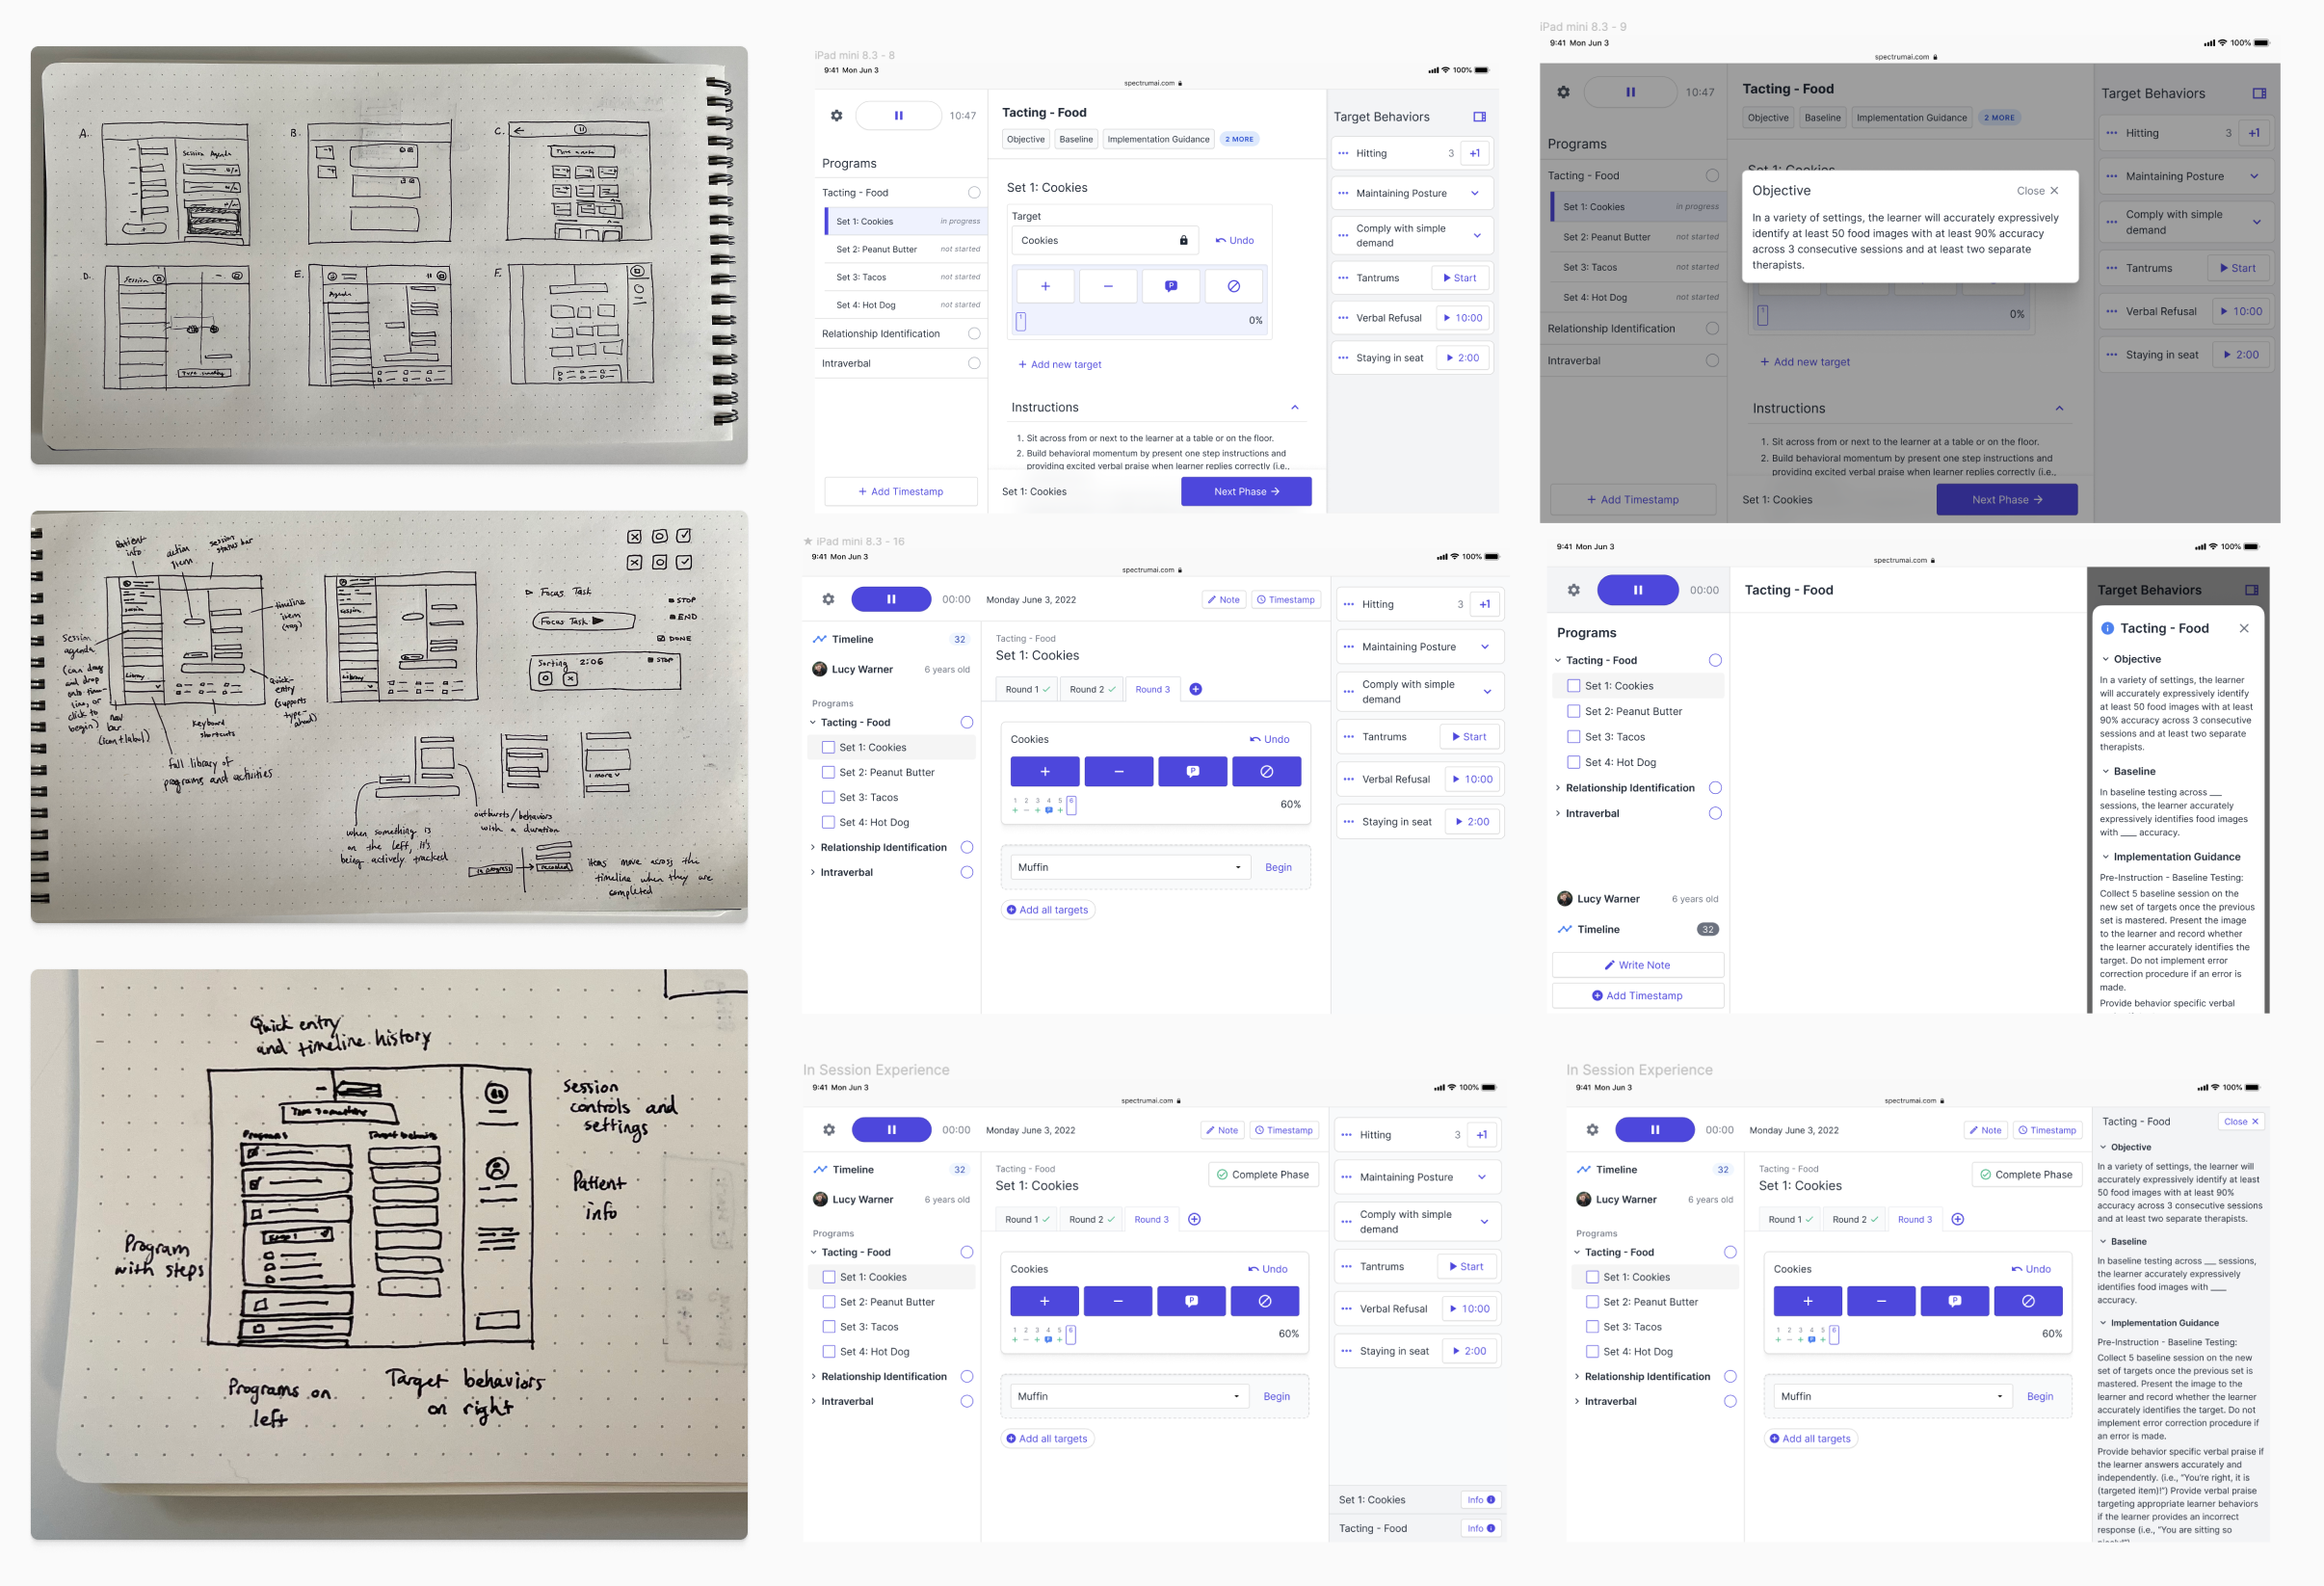 A.
B.
C.
Session Agenda
D.
Session
E.
Agenda
F.
Patient info
action item
session status bar
timeline item (tag)
Session agenda
(can drag and drop onto timeline, or click to begin)
nav bar (icon+label)
full library of programs and activities
keyboard shortcuts
Quick-entry (supports type-ahead)
Library
Focus Task
Focus Task
STOP
END
DONE
Sorting 2:06
STOP
1 more
when something is on the left, it's being actively tracked
outbursts/behaviors with a duration
in progress
recorded
items move across the timeline when they are completed
Quick entry and timeline history
Programs
Target behaviors
Session controls and settings
Patient info
Program with steps
Programs on left
Target behaviors on right
iPad mini 8.3 - 8
9:41 Mon Jun 3
100%
spectrumai.com
10:47
Programs
Tacting - Food
Set 1: Cookies in progress
Set 2: Peanut Butter not started
Set 3: Tacos not started
Set 4: Hot Dog not started
Relationship Identification
Intraverbal
+ Add Timestamp
Tacting - Food
Objective Baseline Implementation Guidance 2 MORE
Set 1: Cookies
Target
Cookies
Undo
P
1
0%
+ Add new target
Instructions
1. Sit across from or next to the learner at a table or on the floor.
2. Build behavioral momentum by present one step instructions and
providing excited verbal praise when learner replies correctly (i.e.,
Set 1: Cookies
Next Phase →
Target Behaviors
Hitting 3 +1
Maintaining Posture
Comply with simple
demand
Tantrums Start
Verbal Refusal 10:00
Staying in seat 2:00
iPad mini 8.3 - 9
9:41 Mon Jun 3
100%
spectrumai.com
10:47
Programs
Tacting - Food
Set 1: Cookies in progress
Set 2: Peanut Butter not started
Set 3: Tacos not started
Set 4: Hot Dog not started
Relationship Identification
Intraverbal
+ Add Timestamp
Tacting - Food
Objective Baseline Implementation Guidance 2 MORE
Set 1: Cookies
Objective
Close ✕
In a variety of settings, the learner will accurately expressively
identify at least 50 food images with at least 90% accuracy
across 3 consecutive sessions and at least two separate
therapists.
1
0%
+ Add new target
Instructions
1. Sit across from or next to the learner at a table or on the floor.
2. Build behavioral momentum by present one step instructions and
providing excited verbal praise when learner replies correctly (i.e.,
Set 1: Cookies
Next Phase →
Target Behaviors
Hitting 3 +1
Maintaining Posture
Comply with simple
demand
Tantrums Start
Verbal Refusal 10:00
Staying in seat 2:00
★ iPad mini 8.3 - 16
9:41 Mon Jun 3
100%
spectrumai.com
00:00
Monday June 3, 2022
Note
Timestamp
Timeline 32
Lucy Warner 6 years old
Programs
Tacting - Food
Set 1: Cookies
Set 2: Peanut Butter
Set 3: Tacos
Set 4: Hot Dog
Relationship Identification
Intraverbal
Tacting - Food
Set 1: Cookies
Round 1 ✓ Round 2 ✓ Round 3
Cookies
Undo
+ − P
1 2 3 4 5 6
60%
Muffin
Begin
Add all targets
Hitting 3 +1
Maintaining Posture
Comply with simple
demand
Tantrums Start
Verbal Refusal 10:00
Staying in seat 2:00
9:41 Mon Jun 3
100%
spectrumai.com
00:00
Programs
Tacting - Food
Set 1: Cookies
Set 2: Peanut Butter
Set 3: Tacos
Set 4: Hot Dog
Relationship Identification
Intraverbal
Lucy Warner 6 years old
Timeline 32
Write Note
Add Timestamp
Tacting - Food
Target Behaviors
Tacting - Food
Objective
In a variety of settings, the learner
will accurately expressively identify
at least 50 food images with at least
90% accuracy across 3 consecutive
sessions and at least two separate
therapists.
Baseline
In baseline testing across ___
sessions, the learner accurately
expressively identifies food images
with ____ accuracy.
Implementation Guidance
Pre-Instruction - Baseline Testing:
Collect 5 baseline session on the
new set of targets once the previous
set is mastered. Present the image
to the learner and record whether
the learner accurately identifies the
target. Do not implement error
correction procedure if an error is
made.
Provide behavior specific verbal
In Session Experience
9:41 Mon Jun 3
100%
spectrumai.com
00:00
Monday June 3, 2022
Note
Timestamp
Timeline 32
Lucy Warner 6 years old
Programs
Tacting - Food
Set 1: Cookies
Set 2: Peanut Butter
Set 3: Tacos
Set 4: Hot Dog
Relationship Identification
Intraverbal
Tacting - Food
Set 1: Cookies
Complete Phase
Round 1 ✓ Round 2 ✓ Round 3
Cookies
Undo
+ − P
1 2 3 4 5 6
60%
Muffin
Begin
Add all targets
Hitting 3 +1
Maintaining Posture
Comply with simple
demand
Tantrums Start
Verbal Refusal 10:00
Staying in seat 2:00
Set 1: Cookies Info
Tacting - Food Info
In Session Experience
9:41 Mon Jun 3
100%
spectrumai.com
00:00
Monday June 3, 2022
Note
Timestamp
Timeline 32
Lucy Warner 6 years old
Programs
Tacting - Food
Set 1: Cookies
Set 2: Peanut Butter
Set 3: Tacos
Set 4: Hot Dog
Relationship Identification
Intraverbal
Tacting - Food
Set 1: Cookies
Complete Phase
Round 1 ✓ Round 2 ✓ Round 3
Cookies
Undo
+ − P
1 2 3 4 5 6
60%
Muffin
Begin
Add all targets
Tacting - Food
Close ✕
Objective
In a variety of settings, the learner will
accurately expressively identify at least
50 food images with at least 90%
accuracy across 3 consecutive sessions
and at least two separate therapists.
Baseline
In baseline testing across ___ sessions,
the learner accurately expressively
identifies food images with ____
accuracy.
Implementation Guidance
Pre-Instruction - Baseline Testing:
Collect 5 baseline session on the new
set of targets once the previous set is
mastered. Present the image to the
learner and record whether the learner
accurately identifies the target. Do not
implement error correction procedure if
an error is made.
Provide behavior specific verbal praise if
the learner answers accurately and
independently. (i.e., "You're right, it is
(targeted item)!") Provide verbal praise
targeting appropriate learner behaviors
if the learner provides an incorrect
response (i.e., "You are sitting so